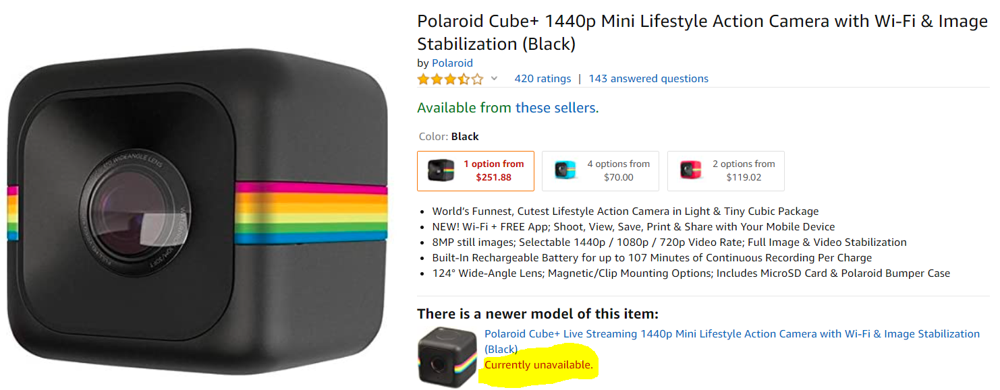 Polaroid Cube+ 1440p Mini Lifestyle Action Camera with Wi-Fi & Image
Stabilization (Black)
by Polaroid
420 ratings | 143 answered questions
Available from these sellers.
Color: Black
1 option from
$251.88
4 options from
$70.00
2 options from
$119.02
• World's Funnest, Cutest Lifestyle Action Camera in Light & Tiny Cubic Package
• NEW! Wi-Fi + FREE App; Shoot, View, Save, Print & Share with Your Mobile Device
• 8MP still images; Selectable 1440p / 1080p / 720p Video Rate; Full Image & Video Stabilization
• Built-In Rechargeable Battery for up to 107 Minutes of Continuous Recording Per Charge
• 124° Wide-Angle Lens; Magnetic/Clip Mounting Options; Includes MicroSD Card & Polaroid Bumper Case
There is a newer model of this item:
Polaroid Cube+ Live Streaming 1440p Mini Lifestyle Action Camera with Wi-Fi & Image Stabilization
(Black)
Currently unavailable.
WIDEANGLE LENS